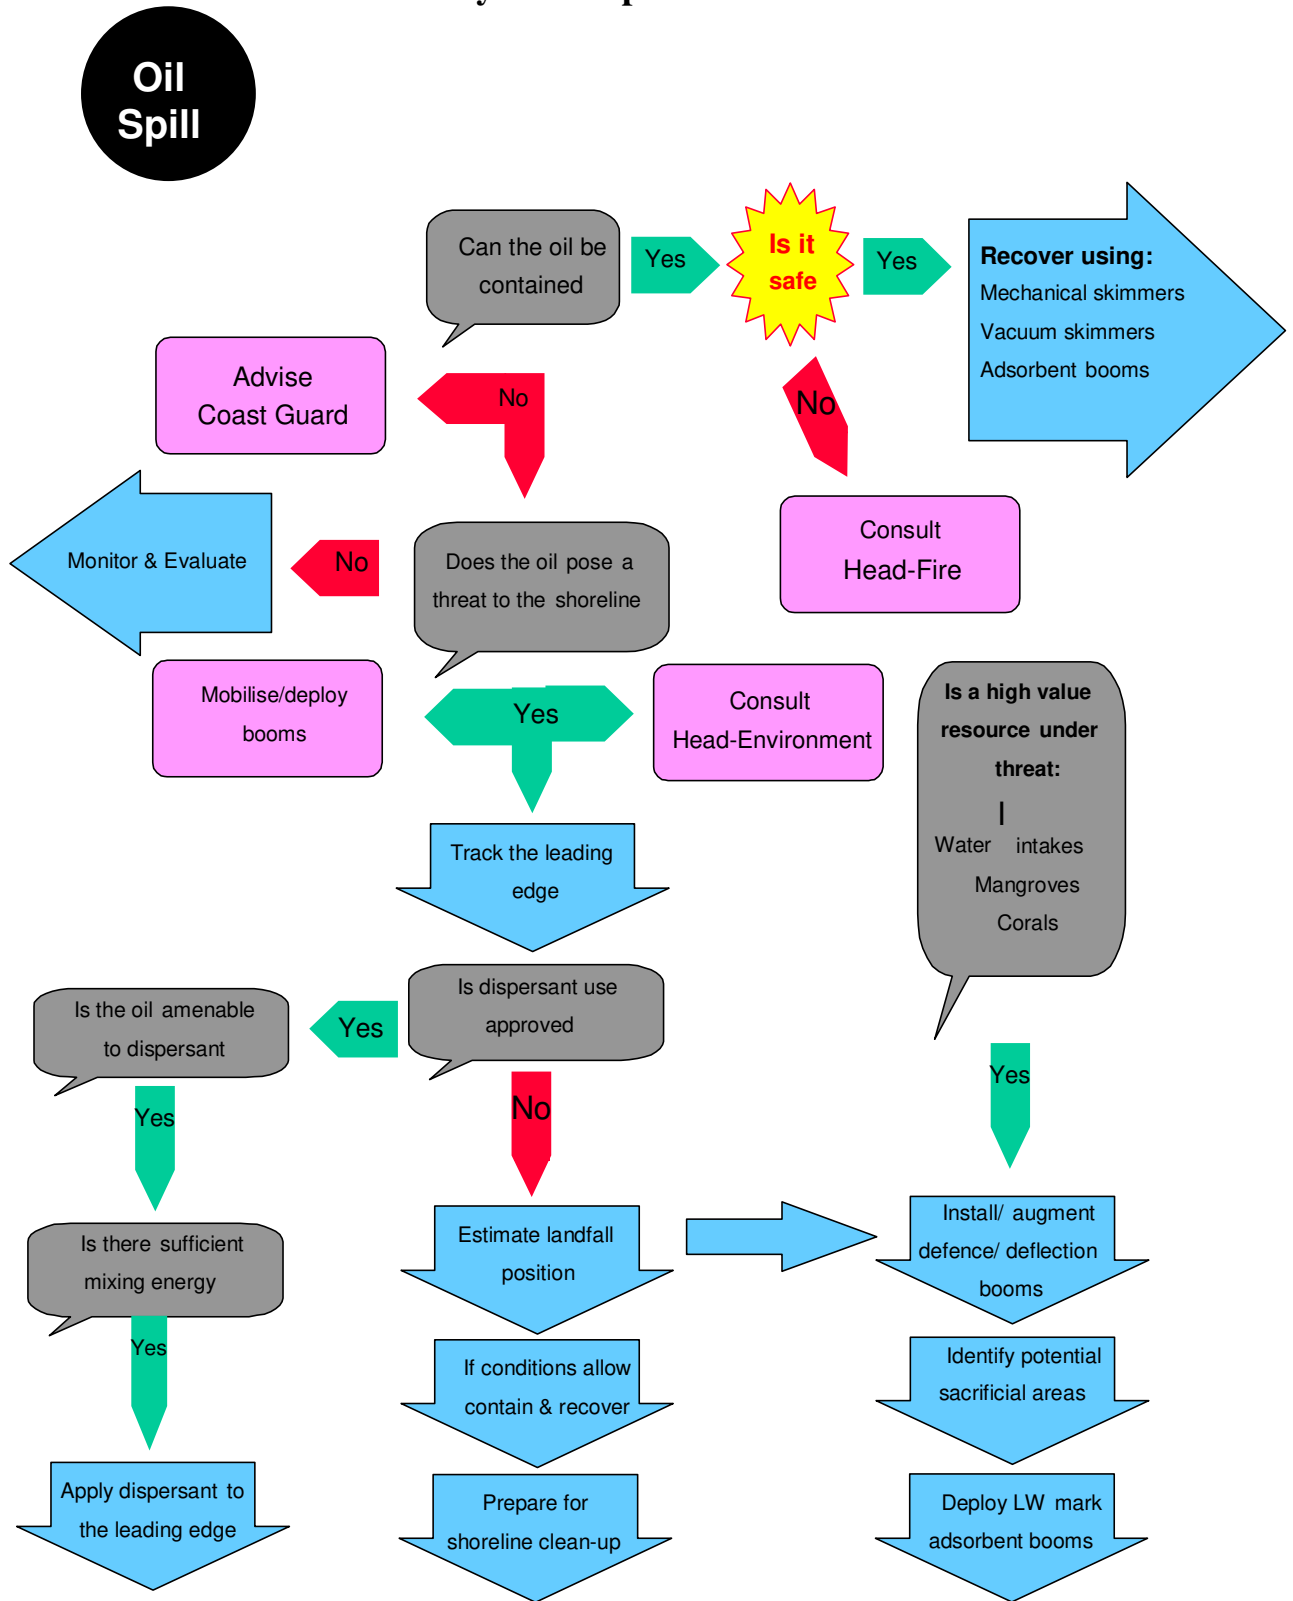 Oil
Spill
Can the oil be
contained
Yes
Is it
safe
Yes
Recover using:
Mechanical skimmers
Vacuum skimmers
Adsorbent booms
Advise
Coast Guard
No
No
Consult
Head-Fire
Monitor & Evaluate
No
Does the oil pose a
threat to the shoreline
Mobilise/deploy
booms
Yes
Consult
Head-Environment
Is a high value
resource under
threat:
Water intakes
Mangroves
Corals
Track the leading
edge
Is the oil amenable
to dispersant
Yes
Is dispersant use
approved
Yes
No
Yes
Is there sufficient
mixing energy
Estimate landfall
position
Install/ augment
defence/ deflection
booms
Yes
If conditions allow
contain & recover
Identify potential
sacrificial areas
Apply dispersant to
the leading edge
Prepare for
shoreline clean-up
Deploy LW mark
adsorbent booms